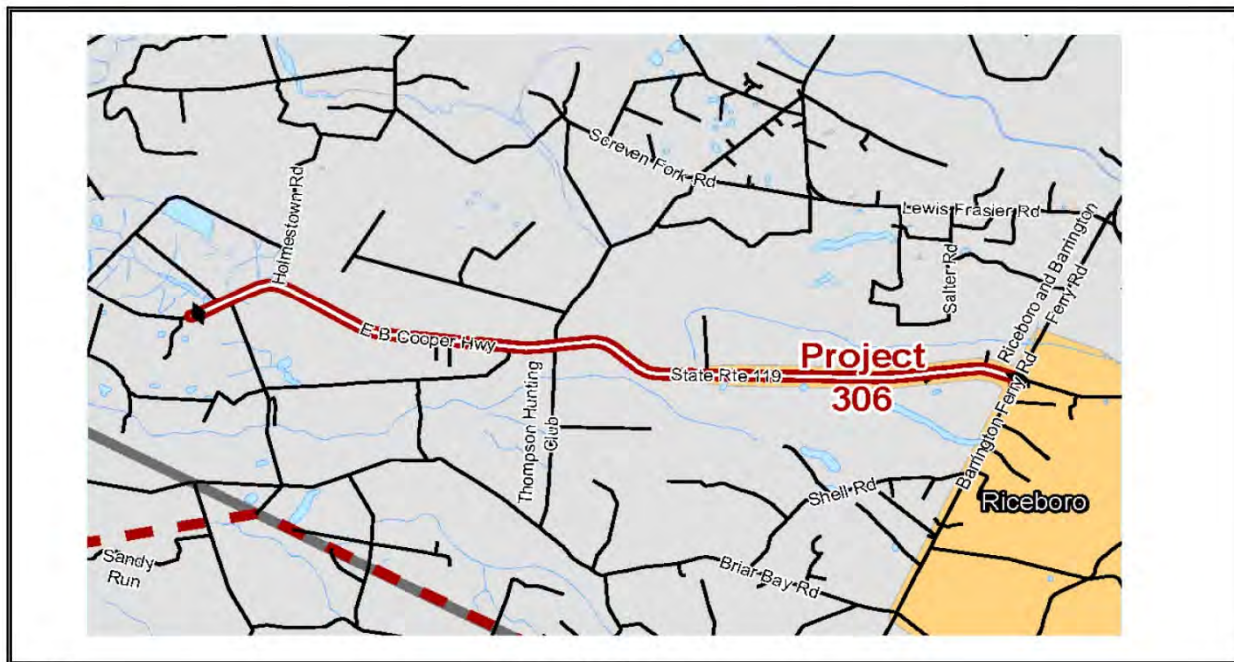 Holmestown Rd
Screven Fork Rd
Lewis Frasier Rd
Salter Rd
Riceboro and Barrington
Ferry Rd
E B Cooper Hwy
State Rte 119
Project
306
Thompson Hunting
Club
Barrington Ferry Rd
Shell Rd
Riceboro
Sandy
Run
Briar Bay Rd